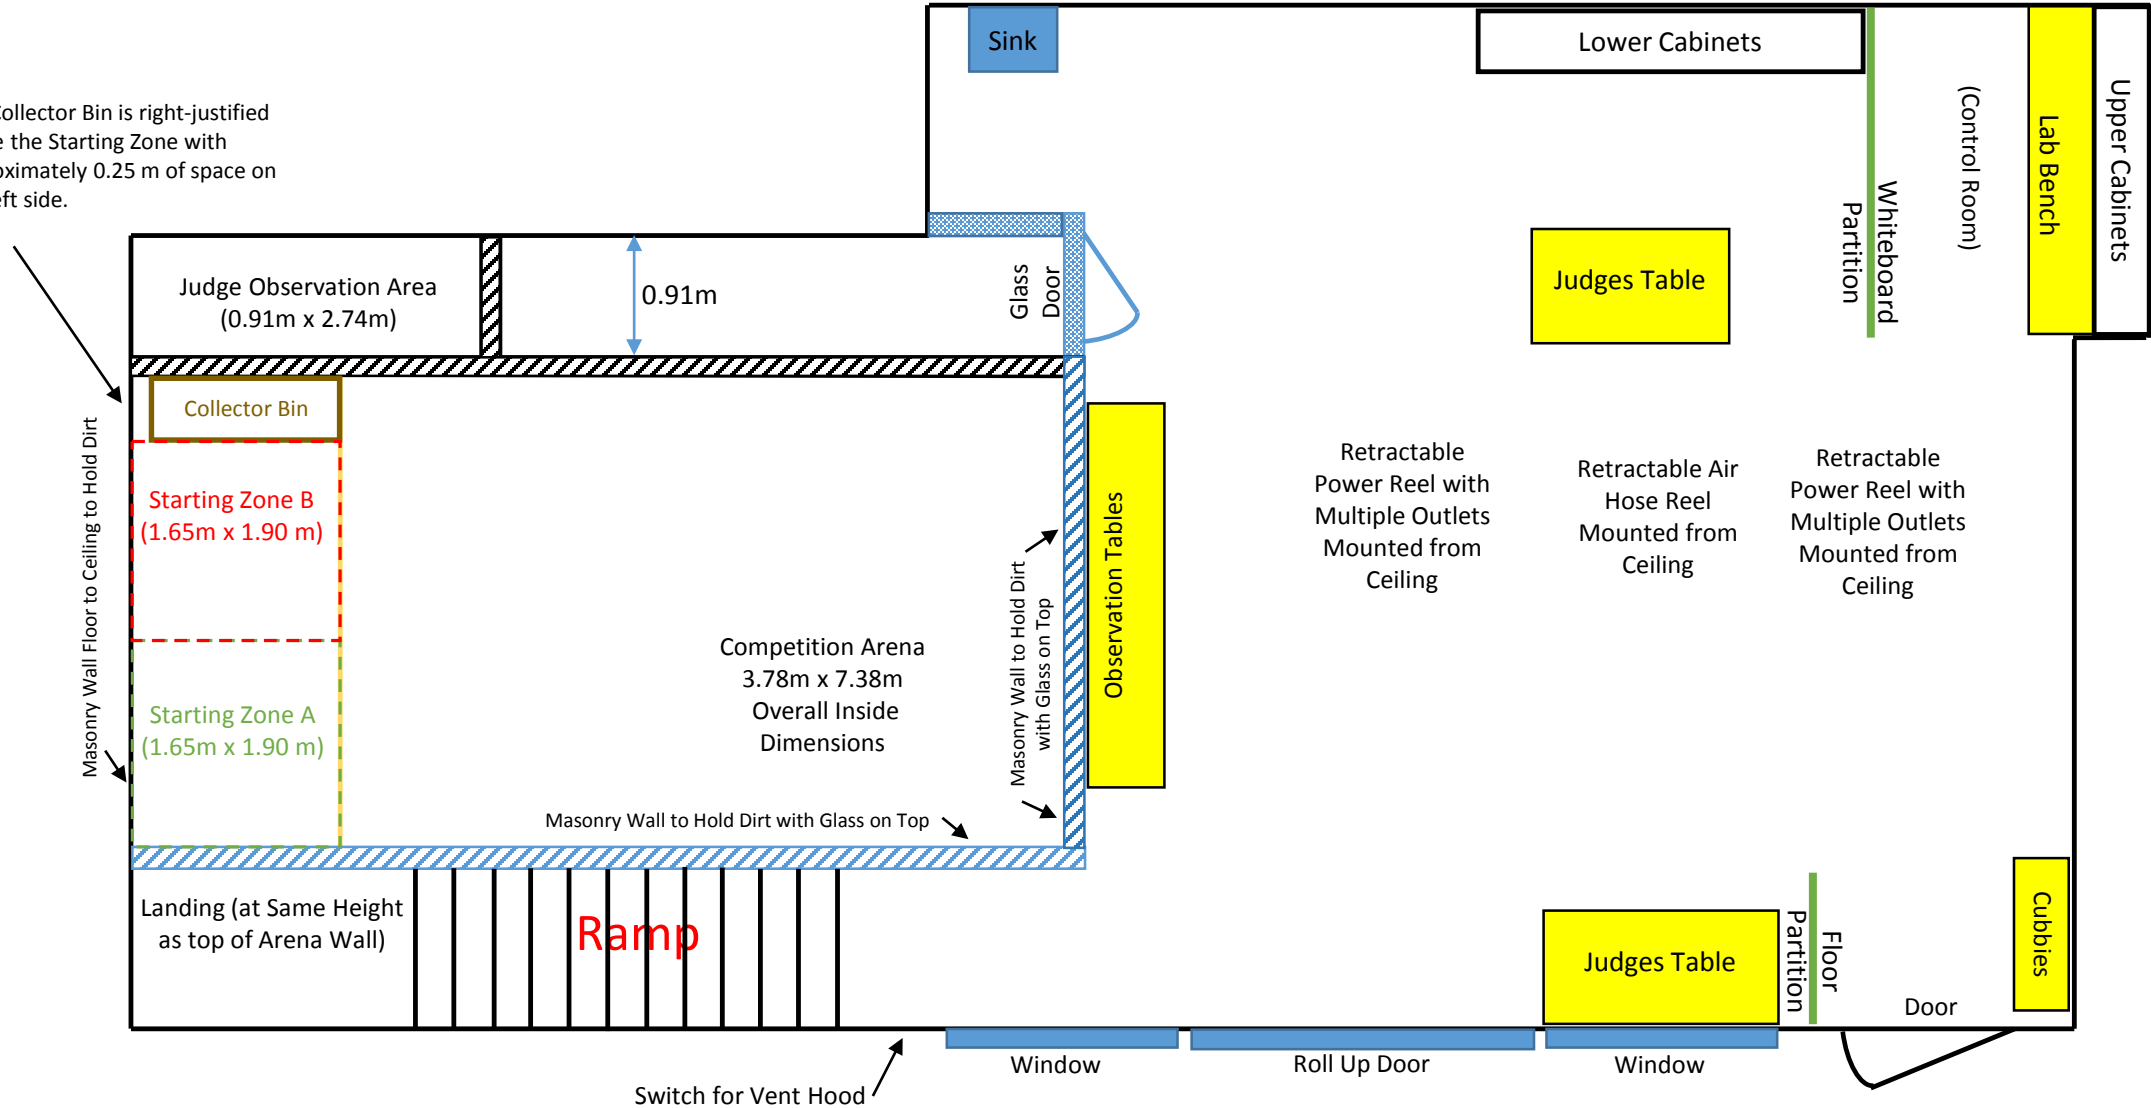 Sink
Lower Cabinets
Upper Cabinets
Lab Bench
(Control Room)
Whiteboard
Partition
ollector Bin is right-justified
the Starting Zone with
oximately 0.25 m of space on
eft side.
Judge Observation Area
(0.91m x 2.74m)
0.91m
Glass
Door
Judges Table
Collector Bin
Masonry Wall Floor to Ceiling to Hold Dirt
Starting Zone B
(1.65m x 1.90 m)
Starting Zone A
(1.65m x 1.90 m)
Competition Arena
3.78m x 7.38m
Overall Inside
Dimensions
Masonry Wall to Hold Dirt
with Glass on Top
Observation Tables
Retractable
Power Reel with
Multiple Outlets
Mounted from
Ceiling
Retractable Air
Hose Reel
Mounted from
Ceiling
Retractable
Power Reel with
Multiple Outlets
Mounted from
Ceiling
Masonry Wall to Hold Dirt with Glass on Top
Landing (at Same Height
as top of Arena Wall)
Ramp
Judges Table
Floor
Partition
Cubbies
Door
Window
Roll Up Door
Window
Switch for Vent Hood